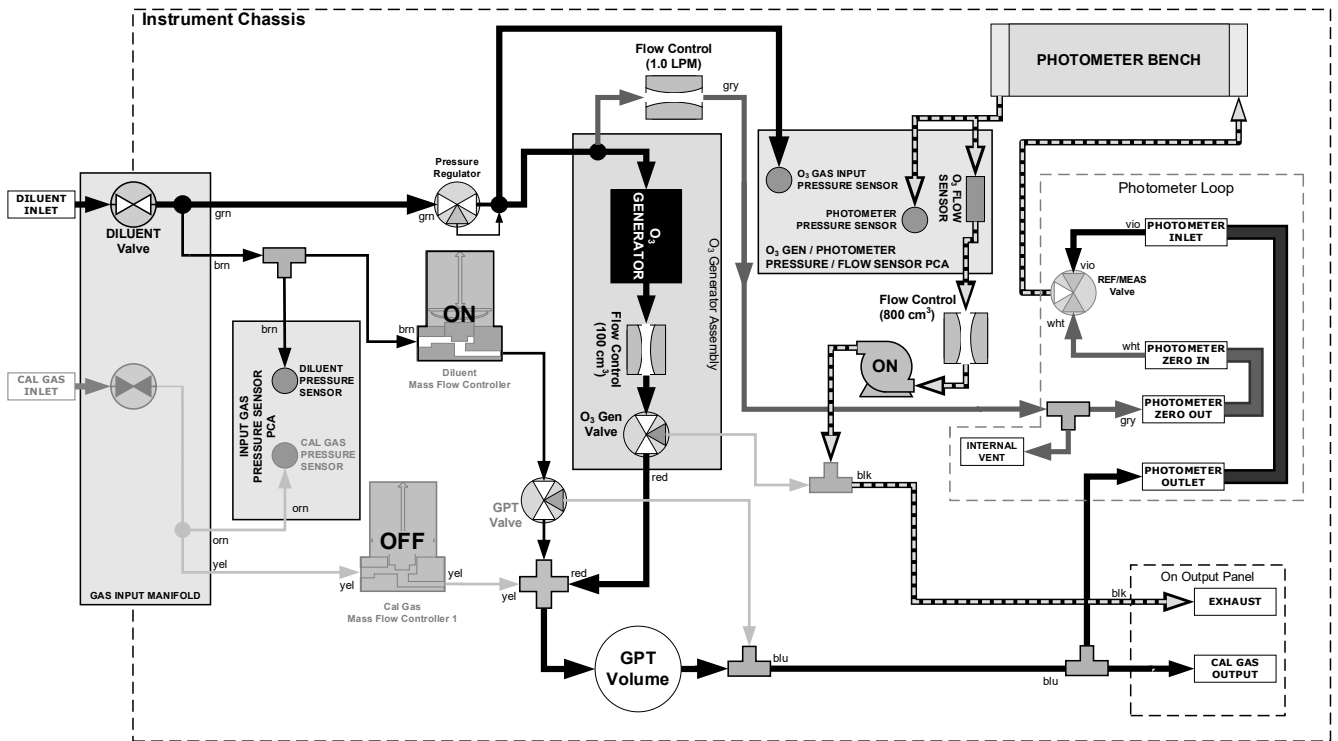 Instrument Chassis
Flow Control
(1.0 LPM)
gry
PHOTOMETER BENCH
Pressure
Regulator
O₃ GAS INPUT
PRESSURE SENSOR
O₃ FLOW
SENSOR
PHOTOMETER
PRESSURE SENSOR
O₃ GEN / PHOTOMETER
PRESSURE / FLOW SENSOR PCA
Photometer Loop
DILUENT
INLET
DILUENT
Valve
grn
grn
O₃
GENERATOR
O₃ Generator Assembly
vio
PHOTOMETER
INLET
vio
REF/MEAS
Valve
wht
wht
PHOTOMETER
ZERO IN
brn
ON
brn
Diluent
Mass Flow Controller
brn
DILUENT
PRESSURE
SENSOR
INPUT GAS
PRESSURE SENSOR
PCA
CAL GAS
PRESSURE
SENSOR
orn
orn
CAL GAS
INLET
Flow Control
(100 cm³)
Flow Control
(800 cm³)
ON
PHOTOMETER
ZERO OUT
gry
INTERNAL
VENT
PHOTOMETER
OUTLET
O₃ Gen
Valve
red
blk
GPT
Valve
OFF
yel
yel
yel
Cal Gas
Mass Flow Controller 1
yel
red
GAS INPUT MANIFOLD
GPT
Volume
blu
blu
On Output Panel
blk
EXHAUST
CAL GAS
OUTPUT